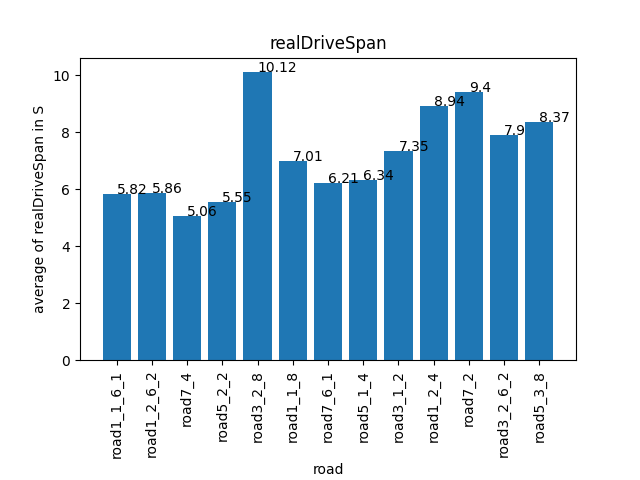 realDriveSpan
average of realDriveSpan in S
10
8
6
4
2
0
5.82
5.86
5.06
5.55
10.12
7.01
6.21
6.34
7.35
8.94
9.4
7.9
8.37
road1_1_6_1
road1_2_6_2
road7_4
road5_2_2
road3_2_8
road1_1_8
road7_6_1
road5_1_4
road3_1_2
road1_2_4
road7_2
road3_2_6_2
road5_3_8
road